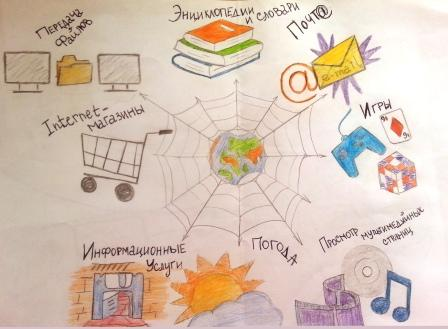 Передача
файлов
Энциклопедии
и словари
Почт@
@
e-mail
Internet-
магазины
Игры
Информационные
Услуги
Погода
Просмотр
мультимедийных
страниц